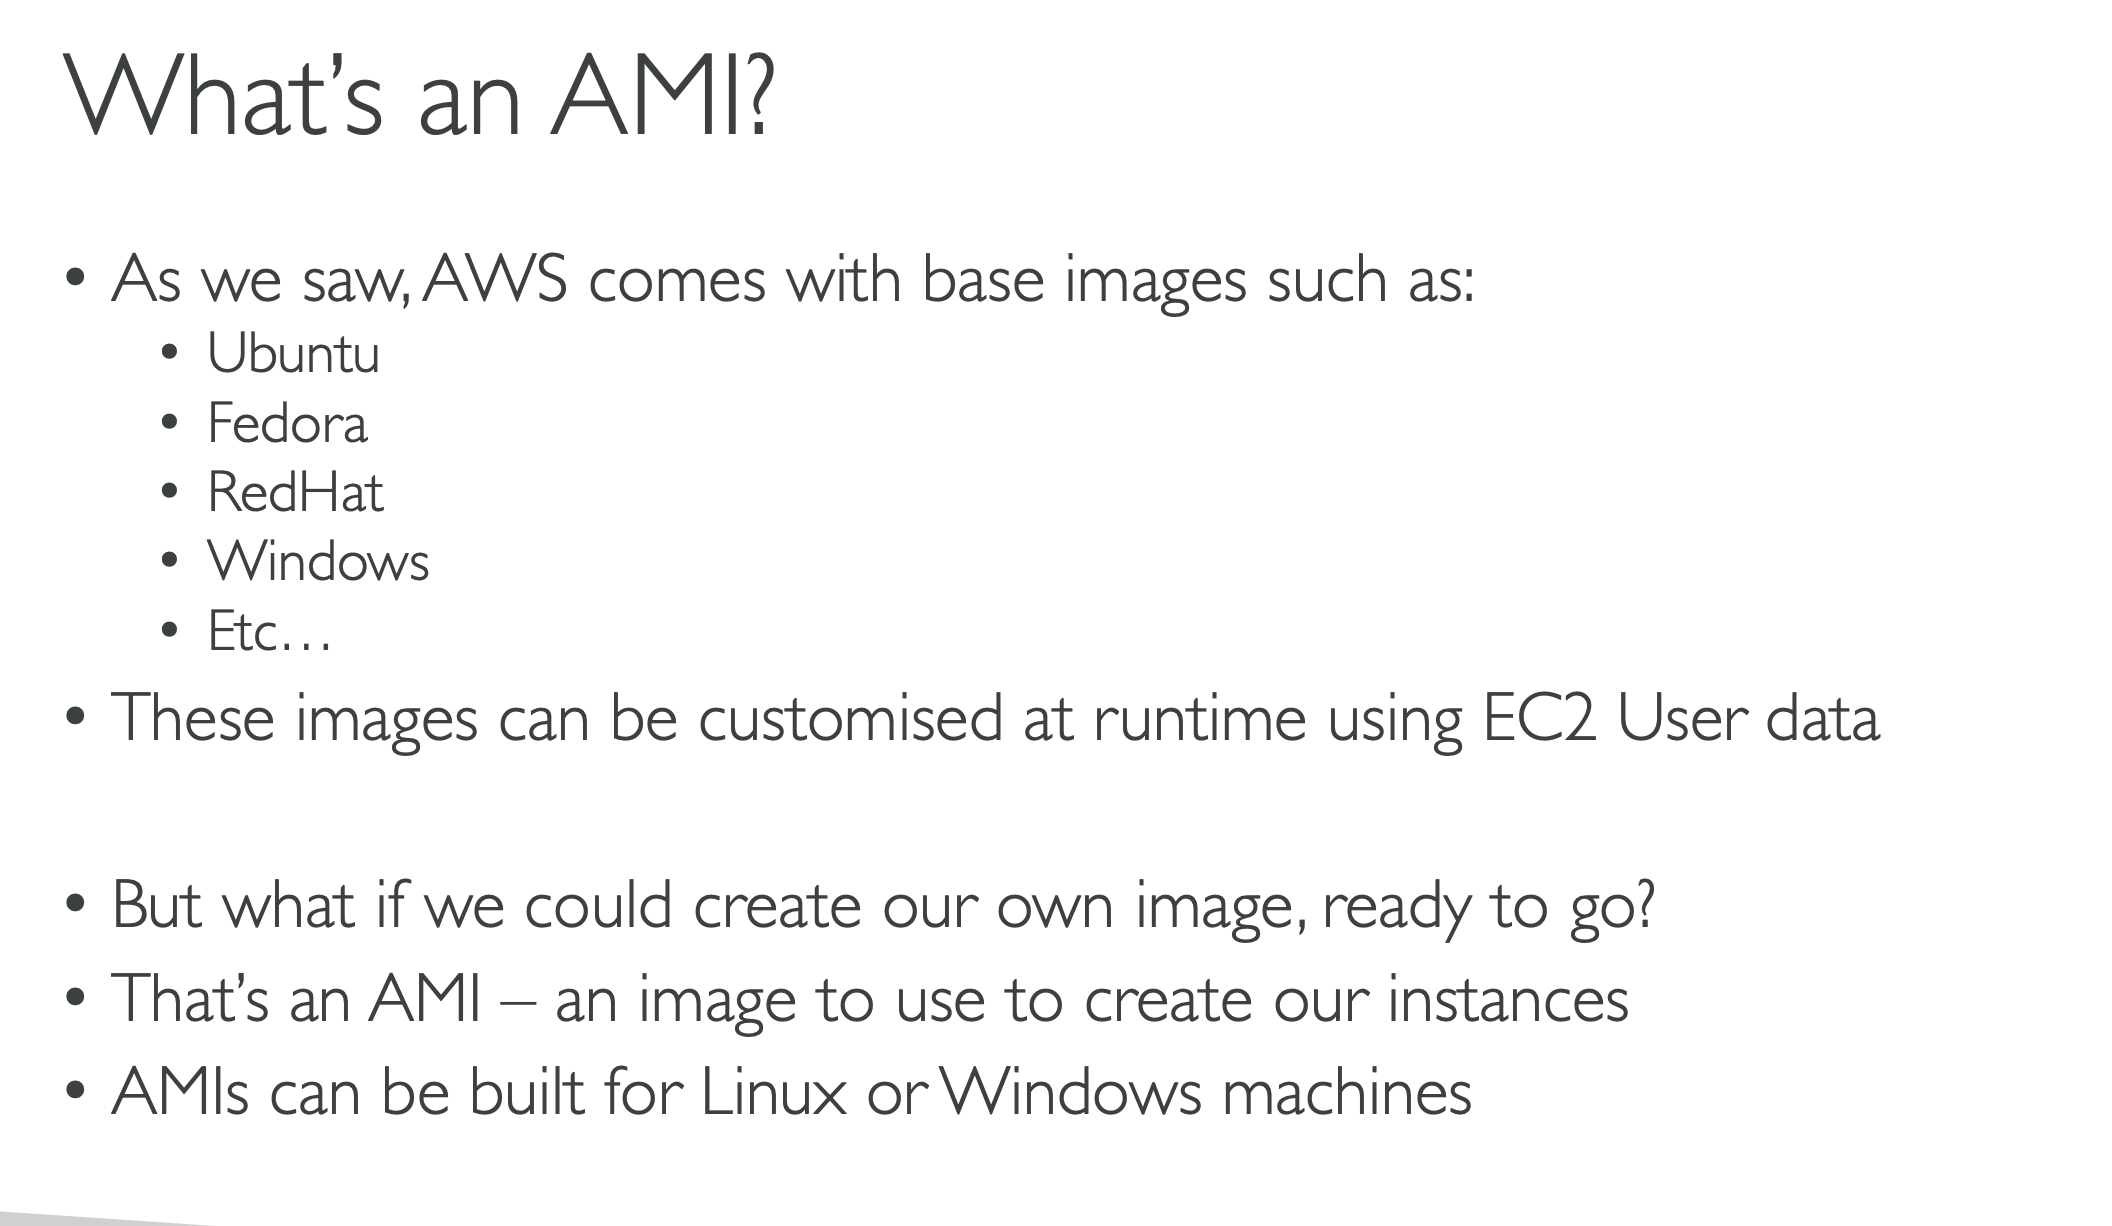 What’s an AMI?
• As we saw, AWS comes with base images such as:
• Ubuntu
• Fedora
• RedHat
• Windows
• Etc…
• These images can be customised at runtime using EC2 User data
• But what if we could create our own image, ready to go?
• That’s an AMI – an image to use to create our instances
• AMIs can be built for Linux or Windows machines